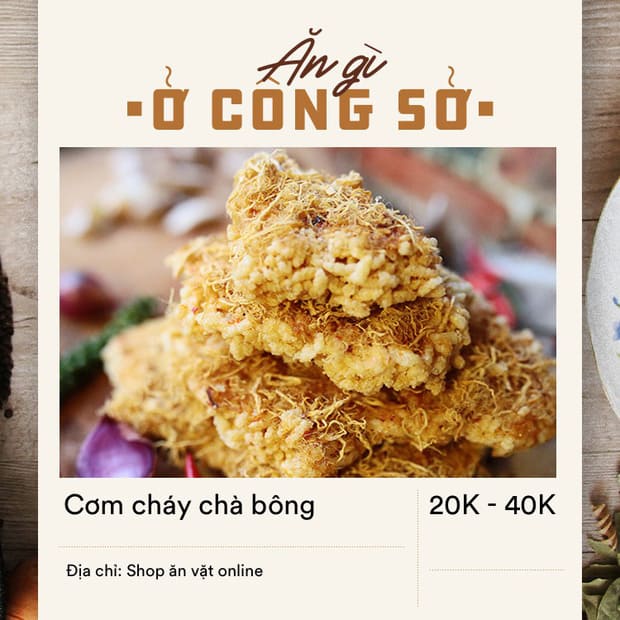 Ăn gì
Ở CÔNG SỞ
Cơm cháy chà bông
20K - 40K
Địa chỉ: Shop ăn vặt online